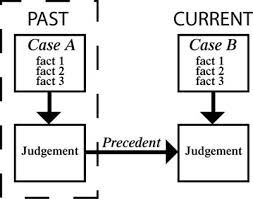 PAST
Case A
fact 1
fact 2
fact 3
Judgement
Precedent
CURRENT
Case B
fact 1
fact 2
fact 3
Judgement